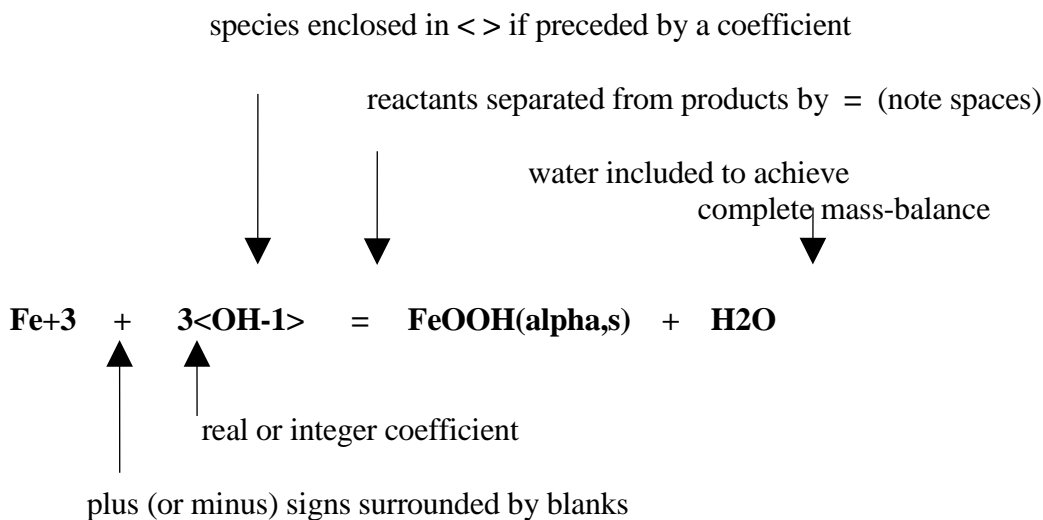 species enclosed in < > if preceded by a coefficient
reactants separated from products by = (note spaces)
water included to achieve
complete mass-balance
Fe+3 + 3<OH-1> = FeOOH(alpha,s) + H2O
real or integer coefficient
plus (or minus) signs surrounded by blanks